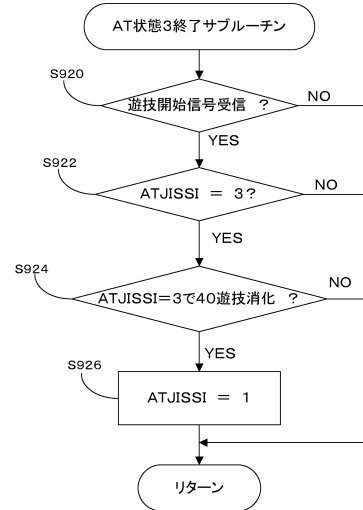 AT状態3終了サブルーチン
S920
遊技開始信号受信　？
NO
YES
S922
ATJISSI　＝　3？
NO
YES
S924
ATJISSI＝3で40遊技消化　？
NO
YES
S926
ATJISSI　＝　1
リターン